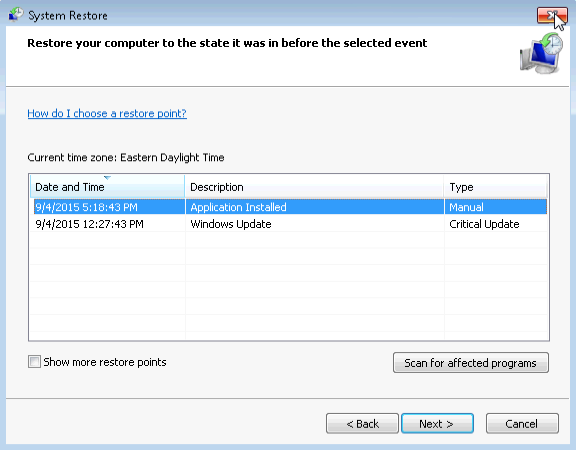 System Restore
Restore your computer to the state it was in before the selected event
How do I choose a restore point?
Current time zone: Eastern Daylight Time
Date and Time Description Type
9/4/2015 5:18:43 PM Application Installed Manual
9/4/2015 12:27:43 PM Windows Update Critical Update
Show more restore points Scan for affected programs
< Back Next > Cancel